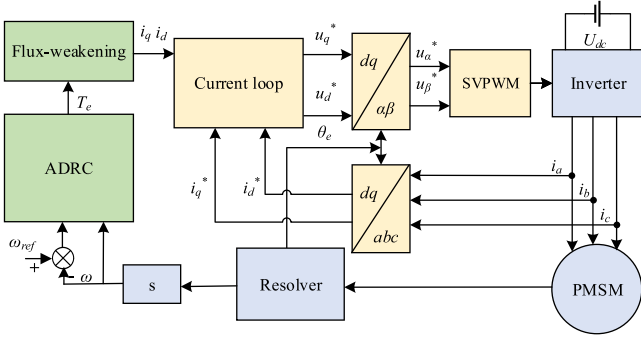 Flux-weakening
i_q i_d
T_e
ADRC
ω_ref
+
-
ω
s
Current loop
u_q^*
u_d^*
θ_e
dq
αβ
u_α^*
u_β^*
SVPWM
U_dc
Inverter
i_q^*
i_d^*
dq
abc
i_a
i_b
i_c
Resolver
PMSM